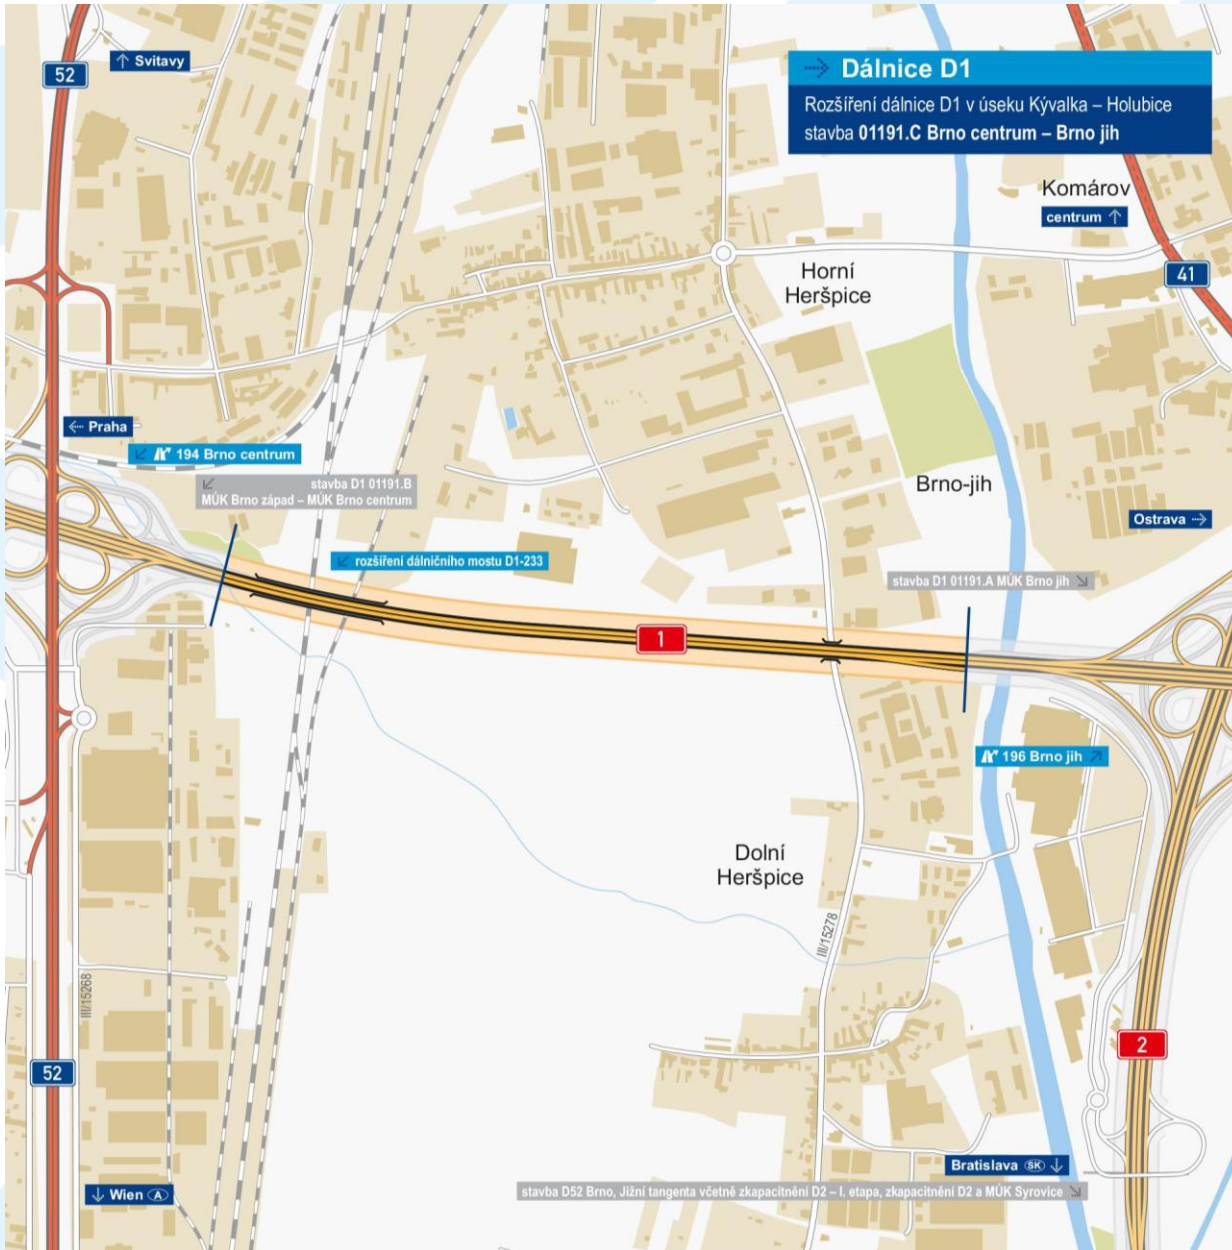 52
Svitavy
Dálnice D1
Rozšíření dálnice D1 v úseku Kývalka – Holubice
stavba 01191.C Brno centrum – Brno jih
Komárov
centrum
Horní
Heršpice
41
Praha
194 Brno centrum
stavba D1 01191.B
MÚK Brno západ – MÚK Brno centrum
Brno-jih
Ostrava
rozšíření dálničního mostu D1-233
stavba D1 01191.A MÚK Brno jih
1
196 Brno jih
Dolní
Heršpice
III/15278
III/15268
2
52
Bratislava SK
Wien A
stavba D52 Brno, Jižní tangenta včetně zkapacitnění D2 – I. etapa, zkapacitnění D2 a MÚK Syrovice